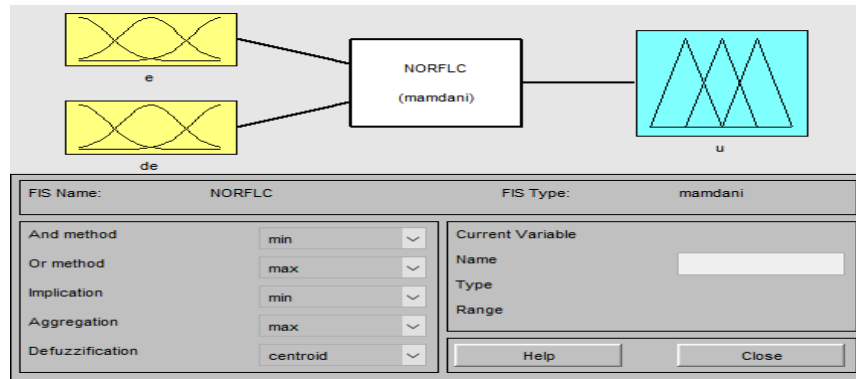 e
NORFLC
(mamdani)
de
u
FIS Name: NORFLC FIS Type: mamdani
And method min
Or method max
Implication min
Aggregation max
Defuzzification centroid
Current Variable
Name
Type
Range
Help Close